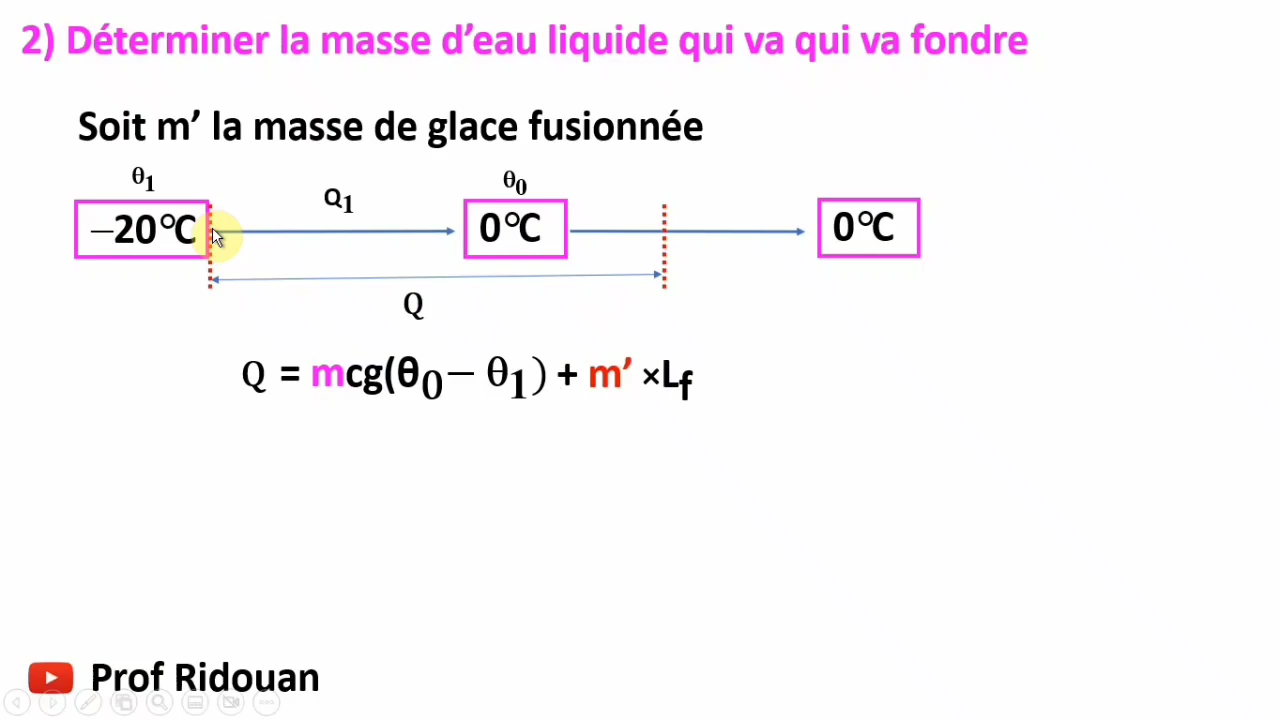 2) Déterminer la masse d’eau liquide qui va qui va fondre
Soit m’ la masse de glace fusionnée
θ1 Q1 θ0
–20°C 0°C 0°C
Q
Q = mcg(θ0 – θ1) + m’ ×Lf
Prof Ridouan